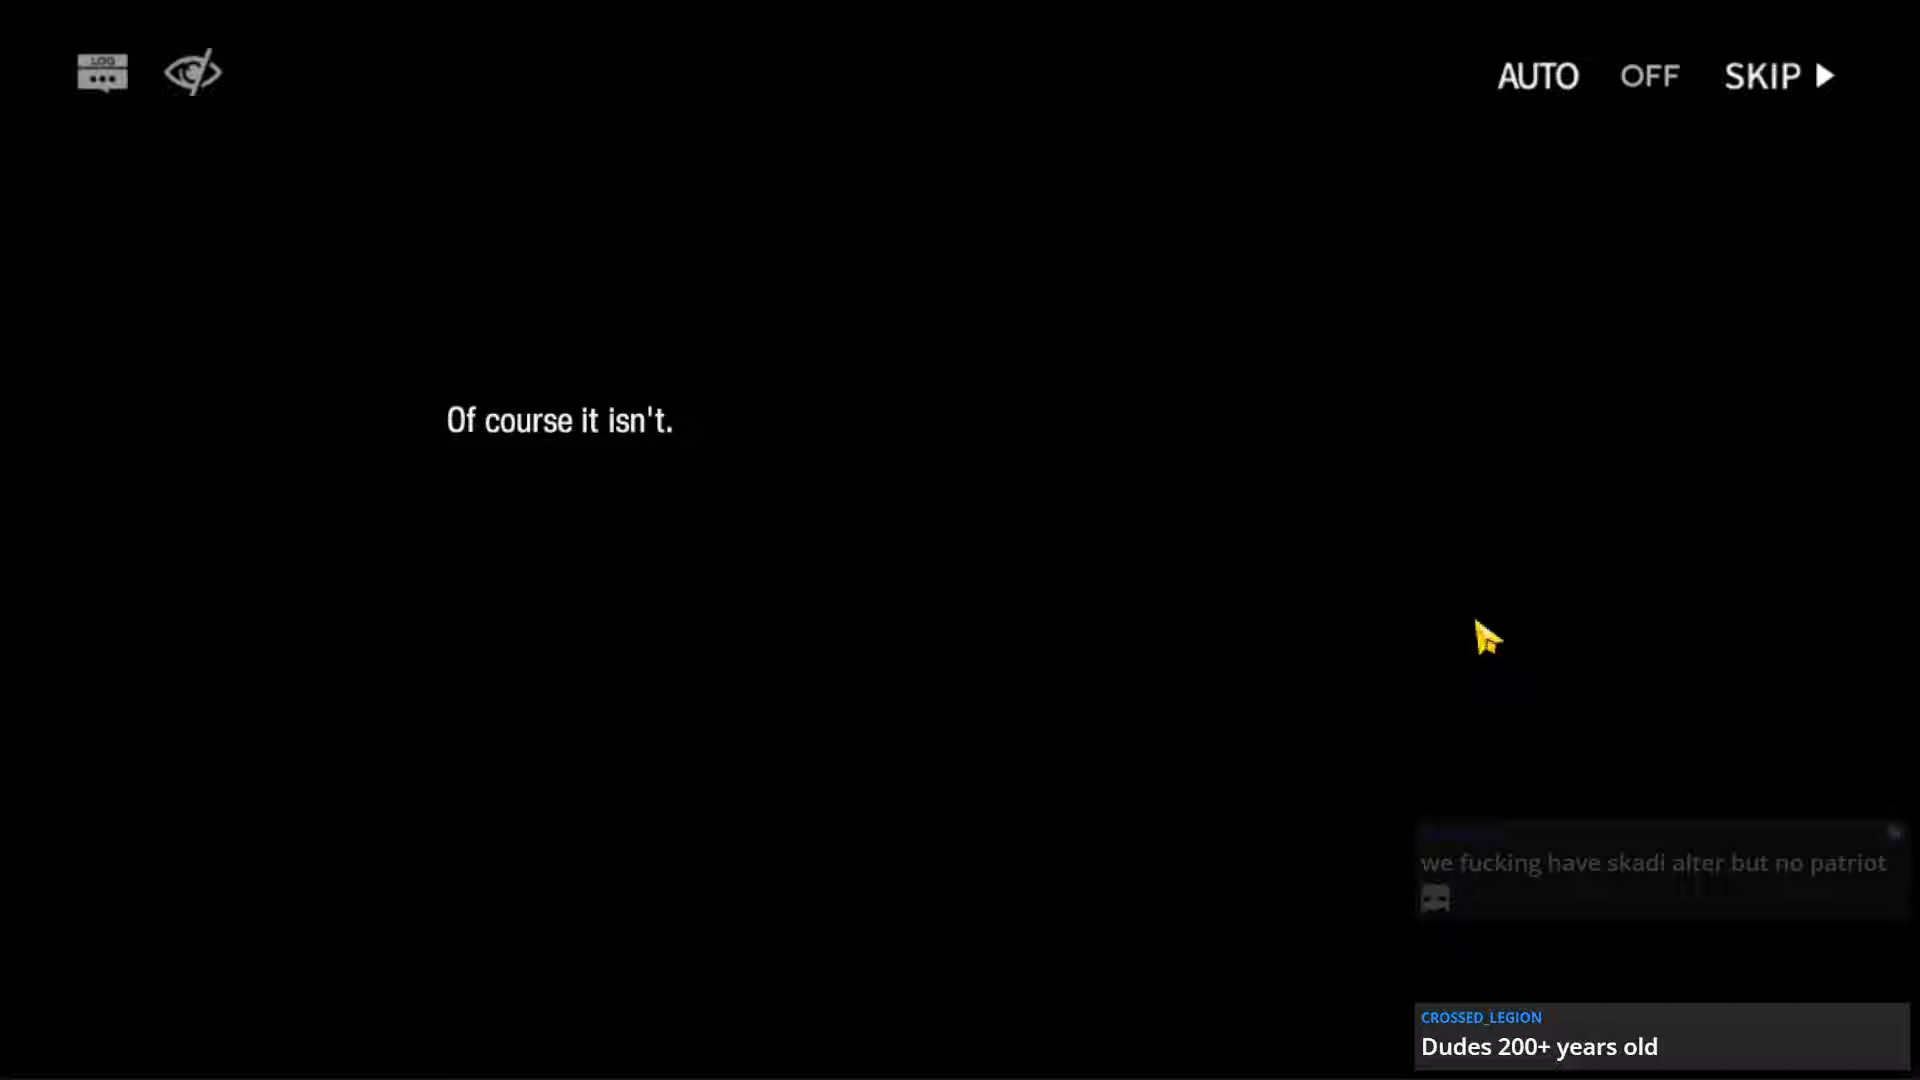 LOG
AUTO OFF SKIP
Of course it isn't.
we fucking have skadi alter but no patriot
CROSSED_LEGION
Dudes 200+ years old